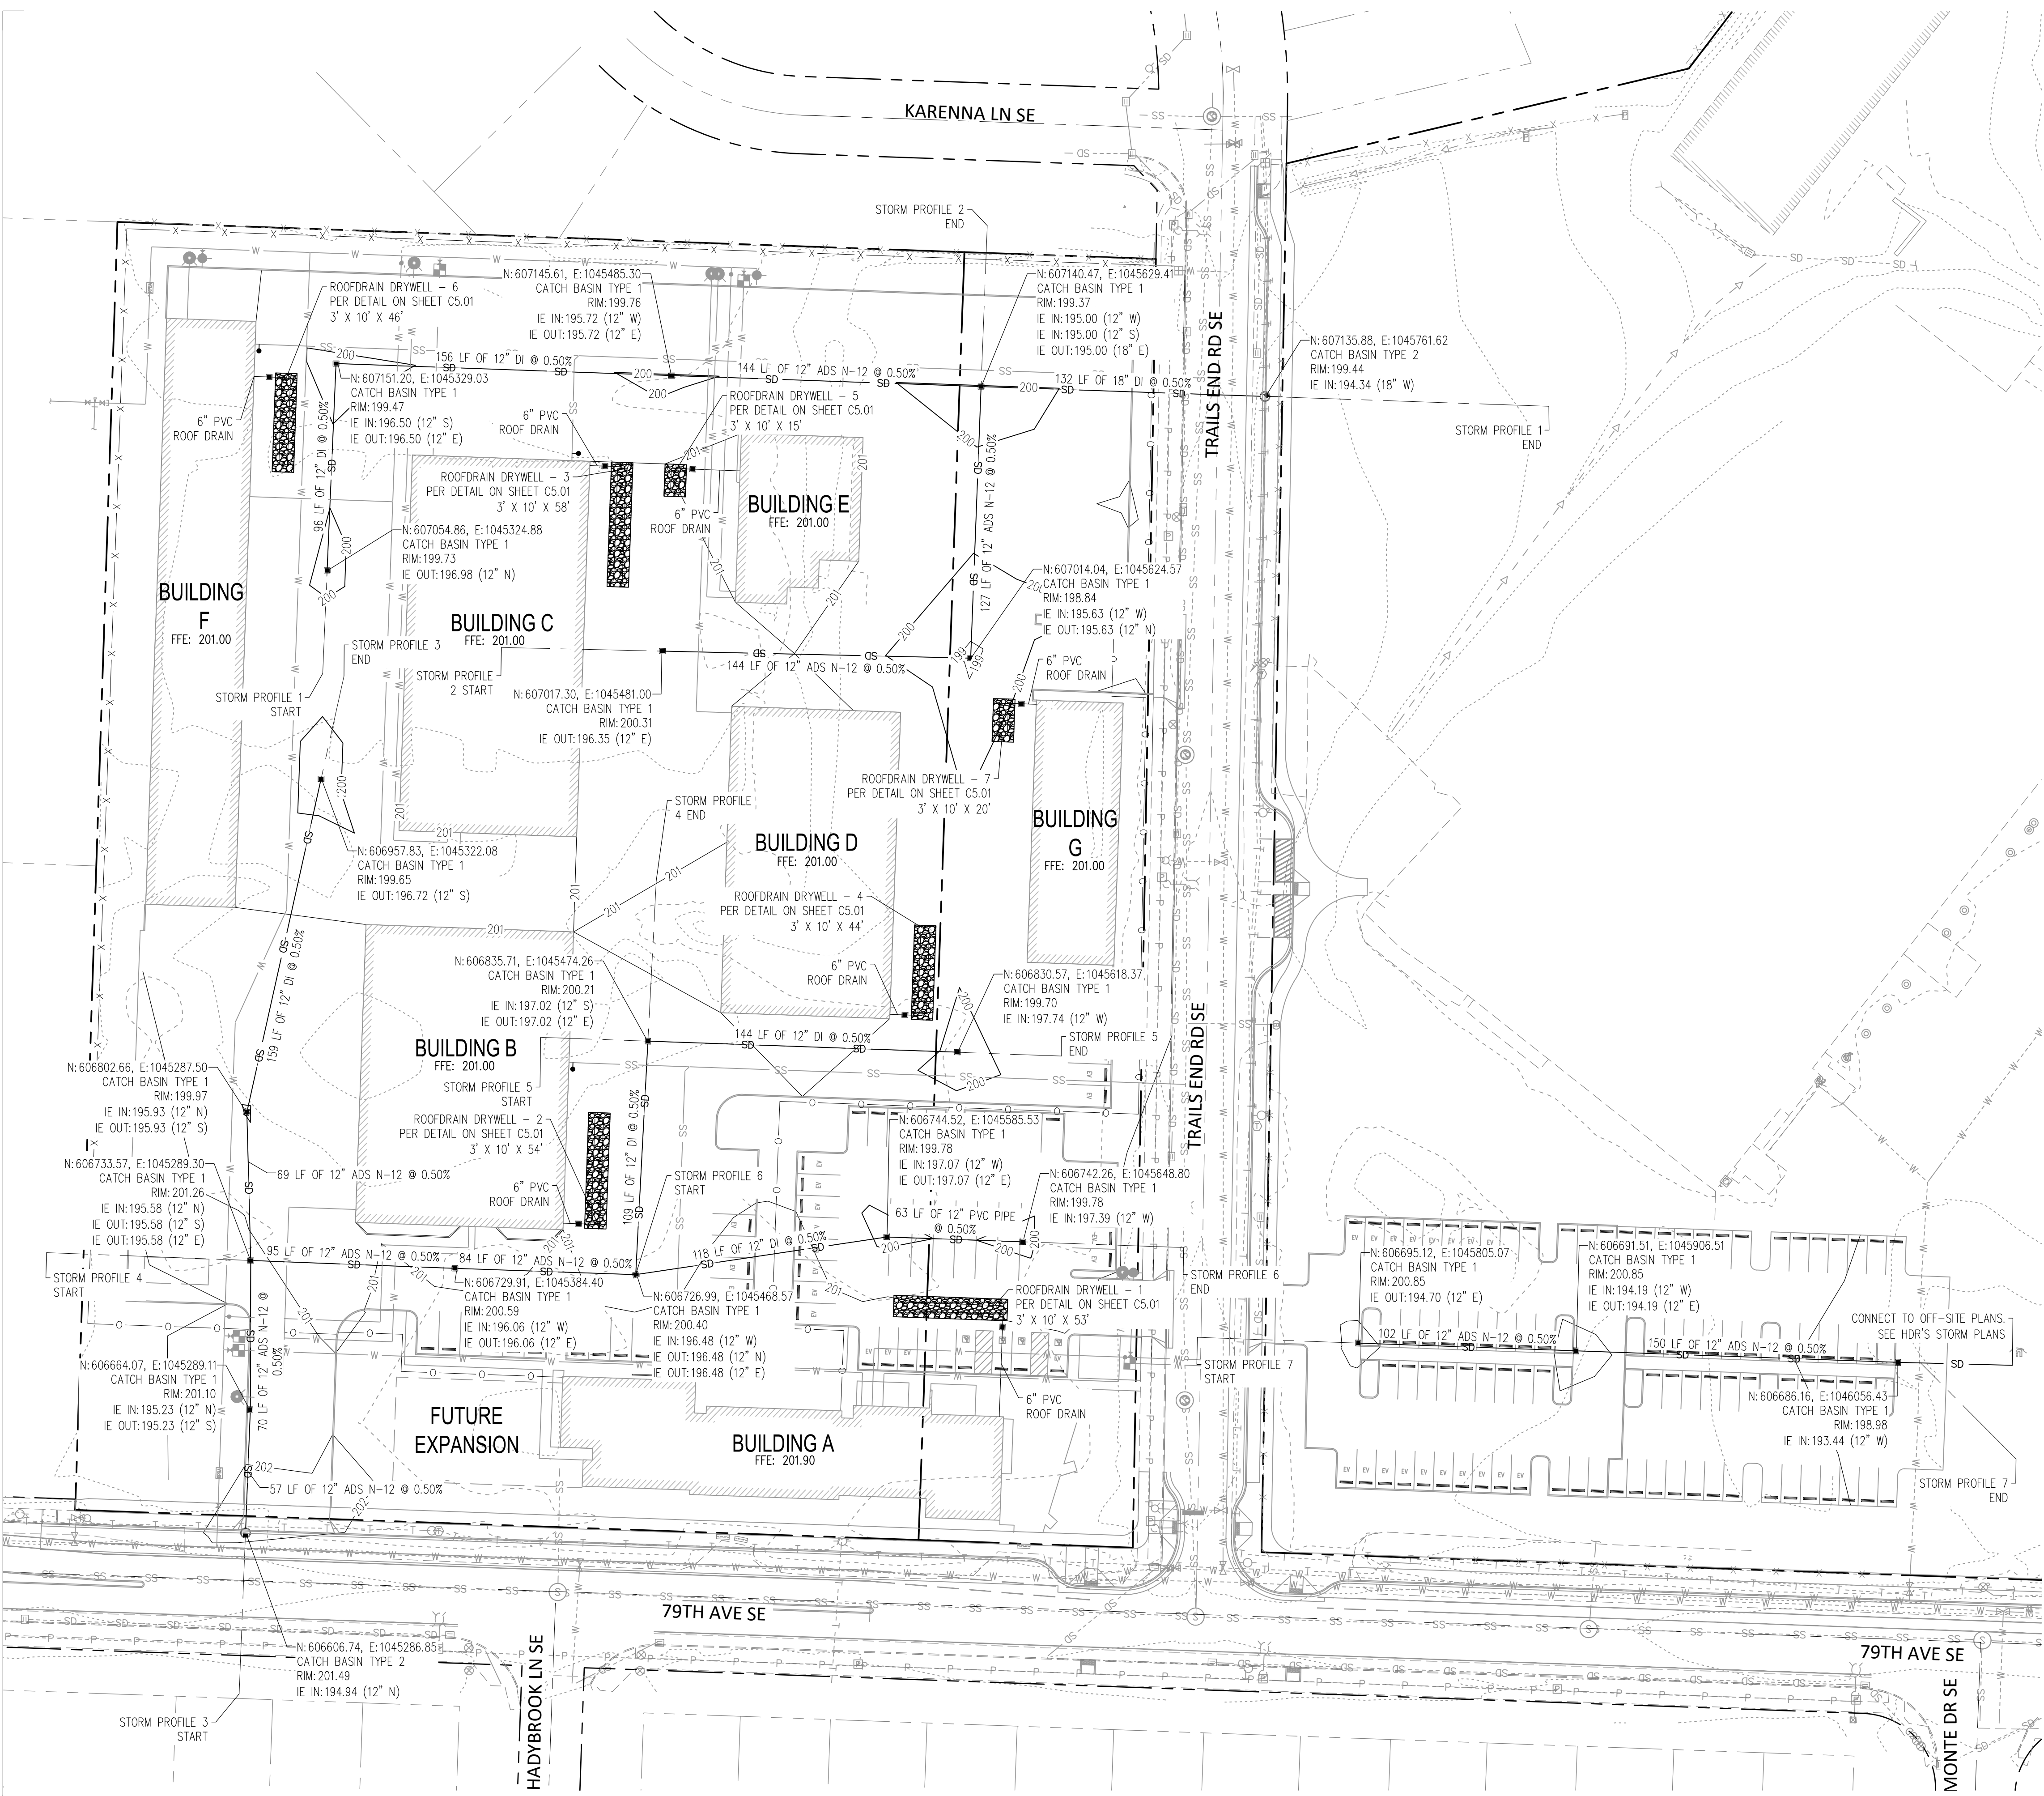 KARENNA LN SE
STORM PROFILE 2
END
N:607145.61, E:1045485.30
CATCH BASIN TYPE 1
RIM:199.76
IE IN:195.72 (12" W)
IE OUT:195.72 (12" E)
N:607140.47, E:1045629.41
CATCH BASIN TYPE 1
RIM:199.37
IE IN:195.00 (12" W)
IE IN:195.00 (12" S)
IE OUT:195.00 (18" E)
ROOFDRAIN DRYWELL - 6
PER DETAIL ON SHEET C5.01
3' X 10' X 46'
TRAILS END RD SE
N:607135.88, E:1045761.62
CATCH BASIN TYPE 2
RIM:199.44
IE IN:194.34 (18" W)
STORM PROFILE 1
END
156 LF OF 12" DI @ 0.50%
144 LF OF 12" ADS N-12 @ 0.50%
132 LF OF 18" DI @ 0.50%
N:607151.20, E:1045329.03
CATCH BASIN TYPE 1
RIM:199.47
IE IN:196.50 (12" S)
IE OUT:196.50 (12" E)
6" PVC
ROOF DRAIN
96 LF OF 12" DI @ 0.50%
ROOFDRAIN DRYWELL - 5
PER DETAIL ON SHEET C5.01
3' X 10' X 15'
6" PVC
ROOF DRAIN
ROOFDRAIN DRYWELL - 3
PER DETAIL ON SHEET C5.01
3' X 10' X 58'
6" PVC
ROOF DRAIN
BUILDING E
FFE: 201.00
127 LF OF 12" ADS N-12 @ 0.50%
N:607054.86, E:1045324.88
CATCH BASIN TYPE 1
RIM:199.73
IE OUT:196.98 (12" N)
N:607014.04, E:1045624.57
CATCH BASIN TYPE 1
RIM:198.84
IE IN:195.63 (12" W)
IE OUT:195.63 (12" N)
BUILDING
F
FFE: 201.00
BUILDING C
FFE: 201.00
STORM PROFILE 3
END
STORM PROFILE
2 START
STORM PROFILE 1
START
144 LF OF 12" ADS N-12 @ 0.50%
6" PVC
ROOF DRAIN
N:607017.30, E:1045481.00
CATCH BASIN TYPE 1
RIM:200.31
IE OUT:196.35 (12" E)
ROOFDRAIN DRYWELL - 7
PER DETAIL ON SHEET C5.01
3' X 10' X 20'
STORM PROFILE
4 END
BUILDING D
FFE: 201.00
BUILDING
G
FFE: 201.00
N:606957.83, E:1045322.08
CATCH BASIN TYPE 1
RIM:199.65
IE OUT:196.72 (12" S)
ROOFDRAIN DRYWELL - 4
PER DETAIL ON SHEET C5.01
3' X 10' X 44'
159 LF OF 12" DI @ 0.50%
N:606835.71, E:1045474.26
CATCH BASIN TYPE 1
RIM:200.21
IE IN:197.02 (12" S)
IE OUT:197.02 (12" E)
6" PVC
ROOF DRAIN
N:606830.57, E:1045618.37
CATCH BASIN TYPE 1
RIM:199.70
IE IN:197.74 (12" W)
144 LF OF 12" DI @ 0.50%
STORM PROFILE 5
END
BUILDING B
FFE: 201.00
TRAILS END RD SE
N:606802.66, E:1045287.50
CATCH BASIN TYPE 1
RIM:199.97
IE IN:195.93 (12" N)
IE OUT:195.93 (12" S)
STORM PROFILE 5
START
ROOFDRAIN DRYWELL - 2
PER DETAIL ON SHEET C5.01
3' X 10' X 54'
109 LF OF 12" DI @ 0.50%
N:606744.52, E:1045585.53
CATCH BASIN TYPE 1
RIM:199.78
IE IN:197.07 (12" W)
IE OUT:197.07 (12" E)
N:606733.57, E:1045289.30
CATCH BASIN TYPE 1
RIM:201.26
IE IN:195.58 (12" N)
IE OUT:195.58 (12" S)
IE OUT:195.58 (12" E)
69 LF OF 12" ADS N-12 @ 0.50%
6" PVC
ROOF DRAIN
STORM PROFILE 6
START
N:606742.26, E:1045648.80
CATCH BASIN TYPE 1
RIM:199.78
IE IN:197.39 (12" W)
63 LF OF 12" PVC PIPE
@ 0.50%
95 LF OF 12" ADS N-12 @ 0.50%
84 LF OF 12" ADS N-12 @ 0.50%
118 LF OF 12" DI @ 0.50%
STORM PROFILE 4
START
N:606729.91, E:1045384.40
CATCH BASIN TYPE 1
RIM:200.59
IE IN:196.06 (12" W)
IE OUT:196.06 (12" E)
N:606726.99, E:1045468.57
CATCH BASIN TYPE 1
RIM:200.40
IE IN:196.48 (12" W)
IE OUT:196.48 (12" N)
IE OUT:196.48 (12" E)
STORM PROFILE 6
END
ROOFDRAIN DRYWELL - 1
PER DETAIL ON SHEET C5.01
3' X 10' X 53'
N:606695.12, E:1045805.07
CATCH BASIN TYPE 1
RIM:200.85
IE OUT:194.70 (12" E)
N:606691.51, E:1045906.51
CATCH BASIN TYPE 1
RIM:200.85
IE IN:194.19 (12" W)
IE OUT:194.19 (12" E)
CONNECT TO OFF-SITE PLANS.
SEE HDR'S STORM PLANS
102 LF OF 12" ADS N-12 @ 0.50%
150 LF OF 12" ADS N-12 @ 0.50%
STORM PROFILE 7
START
N:606664.07, E:1045289.11
CATCH BASIN TYPE 1
RIM:201.10
IE IN:195.23 (12" N)
IE OUT:195.23 (12" S)
70 LF OF 12" ADS N-12 @
0.50%
6" PVC
ROOF DRAIN
N:606686.16, E:1046056.43
CATCH BASIN TYPE 1
RIM:198.98
IE IN:193.44 (12" W)
FUTURE
EXPANSION
BUILDING A
FFE: 201.90
57 LF OF 12" ADS N-12 @ 0.50%
STORM PROFILE 7
END
79TH AVE SE
HADYBROOK LN SE
N:606606.74, E:1045286.85
CATCH BASIN TYPE 2
RIM:201.49
IE IN:194.94 (12" N)
79TH AVE SE
STORM PROFILE 3
START
MONTE DR SE